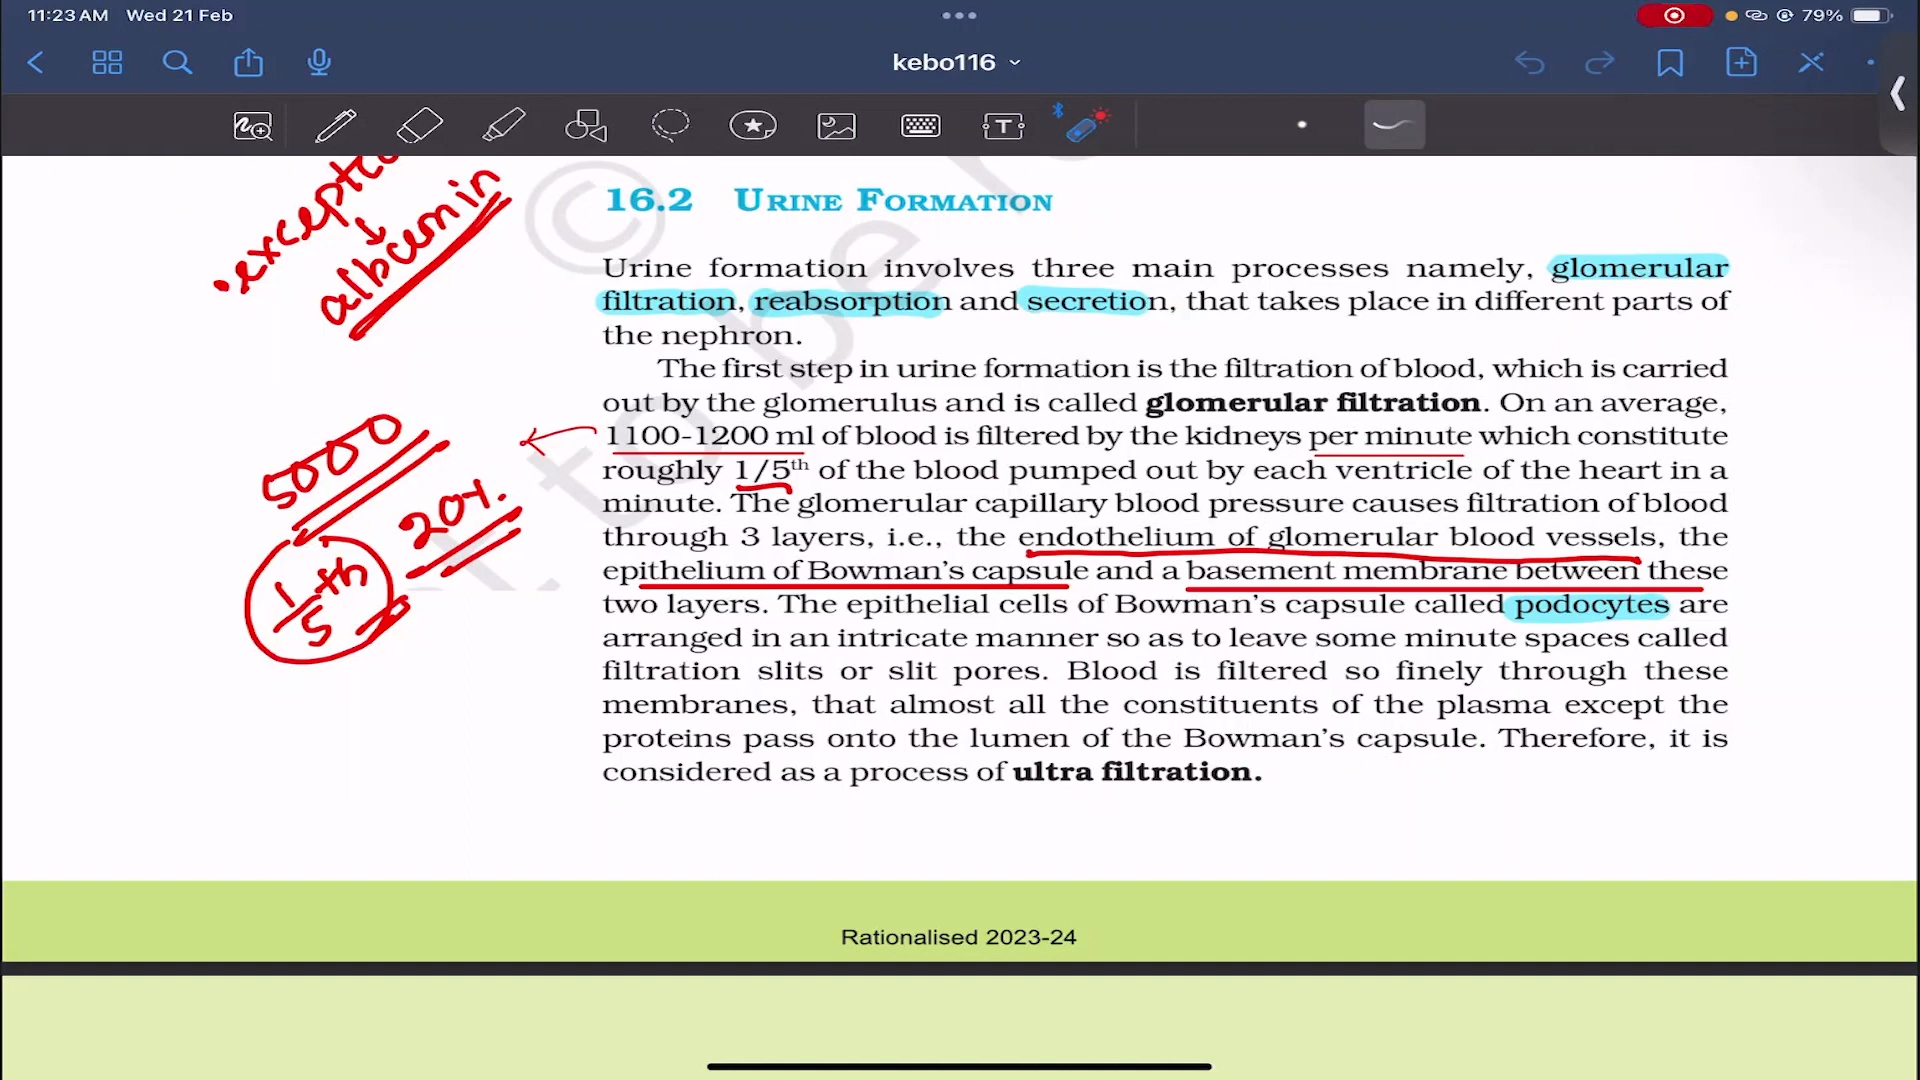 11:23 AM Wed 21 Feb
79%
kebo116
T
•except
albumin
16.2 URINE FORMATION
Urine formation involves three main processes namely, glomerular
filtration, reabsorption and secretion, that takes place in different parts of
the nephron.
The first step in urine formation is the filtration of blood, which is carried
out by the glomerulus and is called glomerular filtration. On an average,
1100-1200 ml of blood is filtered by the kidneys per minute which constitute
roughly 1/5th of the blood pumped out by each ventricle of the heart in a
minute. The glomerular capillary blood pressure causes filtration of blood
through 3 layers, i.e., the endothelium of glomerular blood vessels, the
epithelium of Bowman's capsule and a basement membrane between these
two layers. The epithelial cells of Bowman's capsule called podocytes are
arranged in an intricate manner so as to leave some minute spaces called
filtration slits or slit pores. Blood is filtered so finely through these
membranes, that almost all the constituents of the plasma except the
proteins pass onto the lumen of the Bowman's capsule. Therefore, it is
considered as a process of ultra filtration.
5000
20%.
1/5th
Rationalised 2023-24